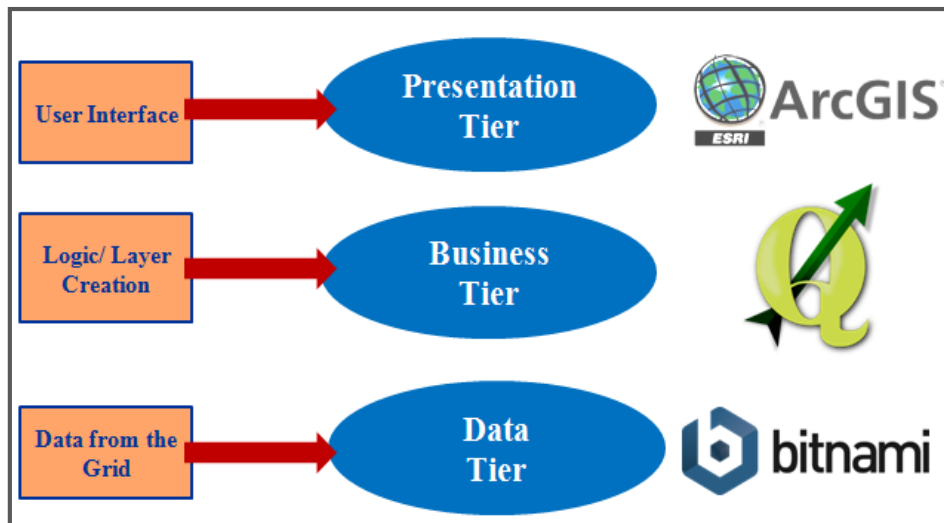 User Interface
Presentation
Tier
ArcGIS
ESRI
Logic/ Layer
Creation
Business
Tier
Q
Data from the
Grid
Data
Tier
bitnami